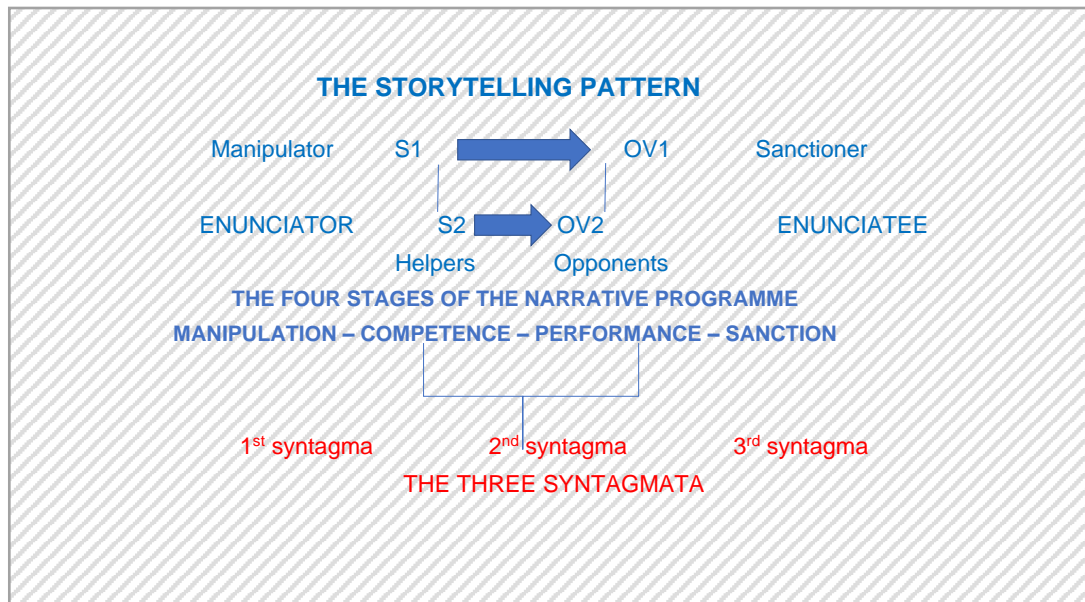 THE STORYTELLING PATTERN
Manipulator S1 OV1 Sanctioner
ENUNCIATOR S2 OV2 ENUNCIATEE
Helpers Opponents
THE FOUR STAGES OF THE NARRATIVE PROGRAMME
MANIPULATION – COMPETENCE – PERFORMANCE – SANCTION
1st syntagma 2nd syntagma 3rd syntagma
THE THREE SYNTAGMATA